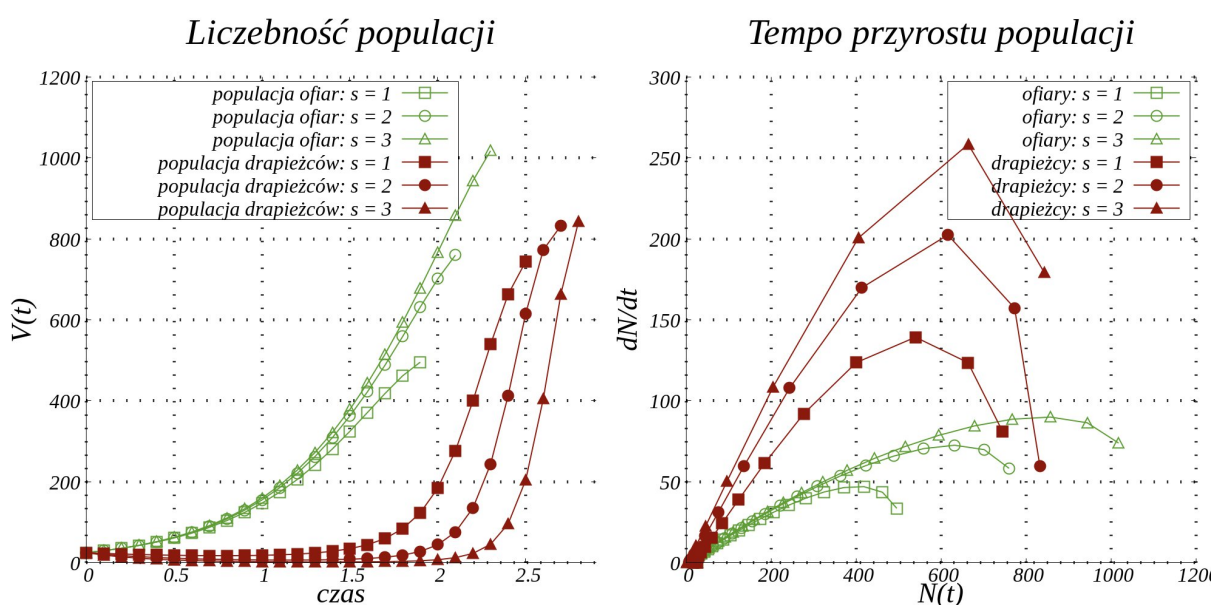 Liczebność populacji
V(t)
1200
1000
800
600
400
200
0
populacja ofiar: s = 1
populacja ofiar: s = 2
populacja ofiar: s = 3
populacja drapieżców: s = 1
populacja drapieżców: s = 2
populacja drapieżców: s = 3
0 0.5 1 1.5 2 2.5
czas
Tempo przyrostu populacji
dN/dt
300
250
200
150
100
50
0
ofiary: s = 1
ofiary: s = 2
ofiary: s = 3
drapieżcy: s = 1
drapieżcy: s = 2
drapieżcy: s = 3
0 200 400 600 800 1000 120
N(t)